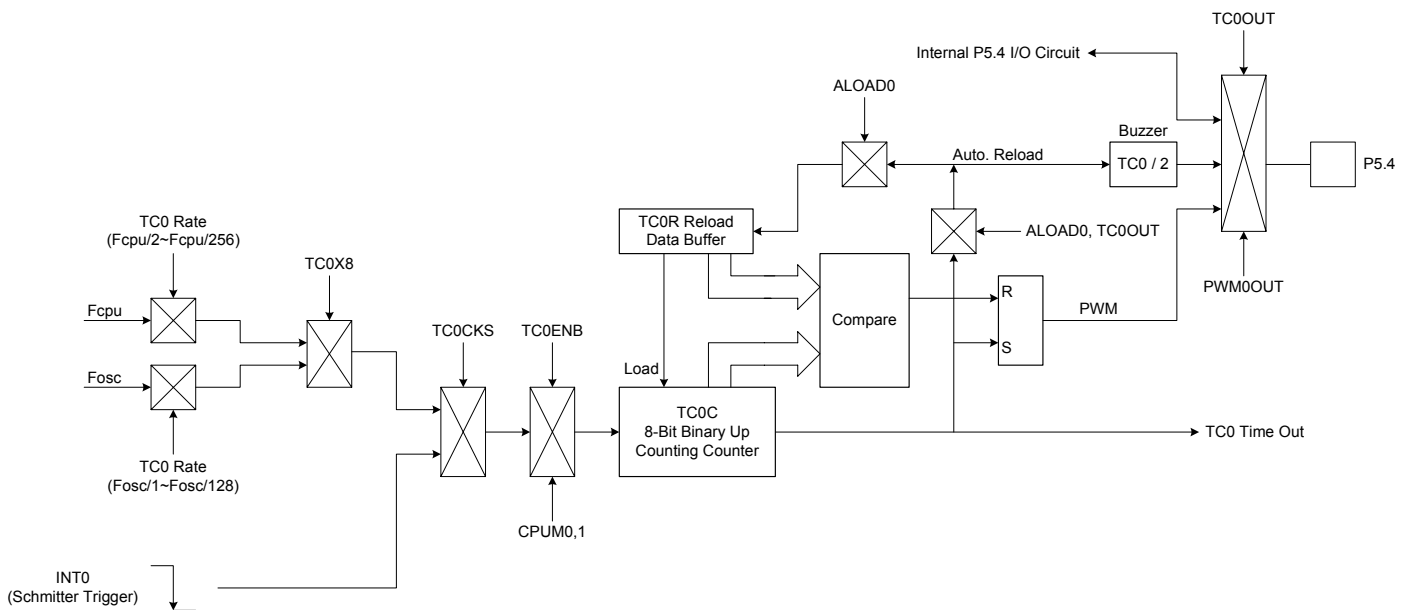 TC0OUT
Internal P5.4 I/O Circuit
ALOAD0
Buzzer
Auto. Reload
TC0 / 2
P5.4
TC0 Rate
(Fcpu/2~Fcpu/256)
TC0R Reload
Data Buffer
ALOAD0, TC0OUT
TC0X8
PWM0OUT
Fcpu
R
PWM
Compare
TC0CKS
TC0ENB
S
Load
Fosc
TC0C
8-Bit Binary Up
Counting Counter
TC0 Time Out
TC0 Rate
(Fosc/1~Fosc/128)
CPUM0,1
INT0
(Schmitter Trigger)